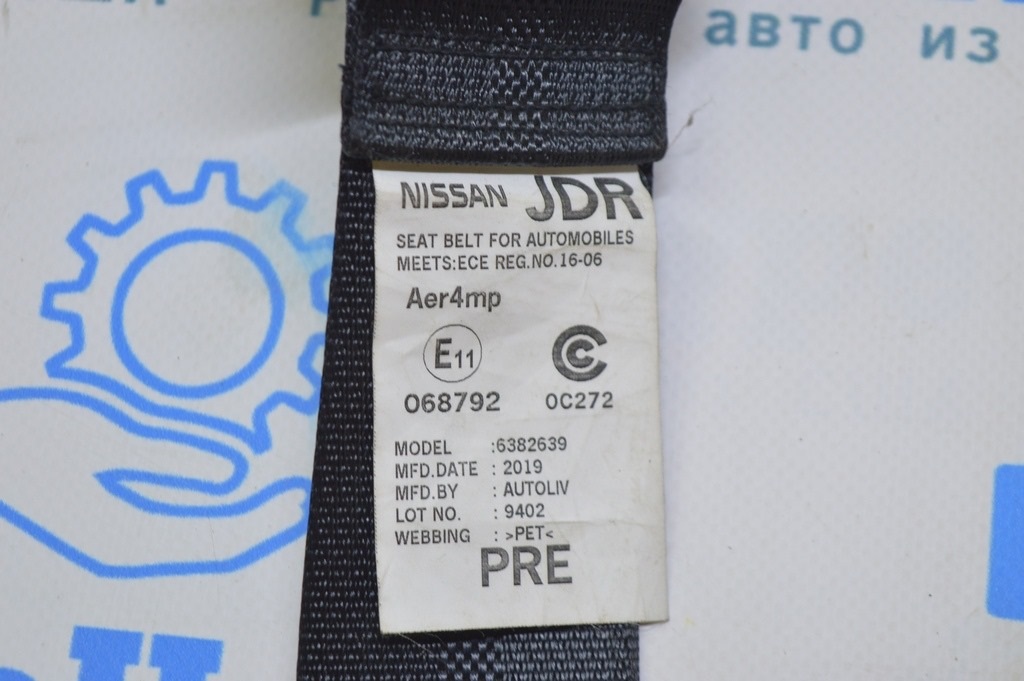 авто из
NISSAN JDR
SEAT BELT FOR AUTOMOBILES
MEETS:ECE REG.NO.16-06
Aer4mp
E11
068792 0C272
MODEL :6382639
MFD.DATE : 2019
MFD.BY : AUTOLIV
LOT NO. : 9402
WEBBING : >PET<
PRE